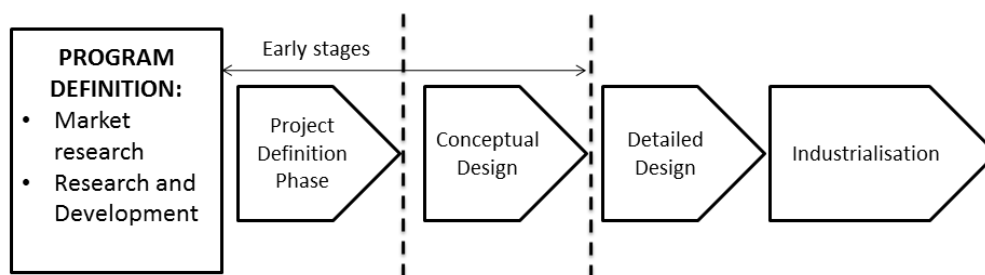 PROGRAM
DEFINITION:
• Market
research
• Research and
Development
Early stages
Project
Definition
Phase
Conceptual
Design
Detailed
Design
Industrialisation